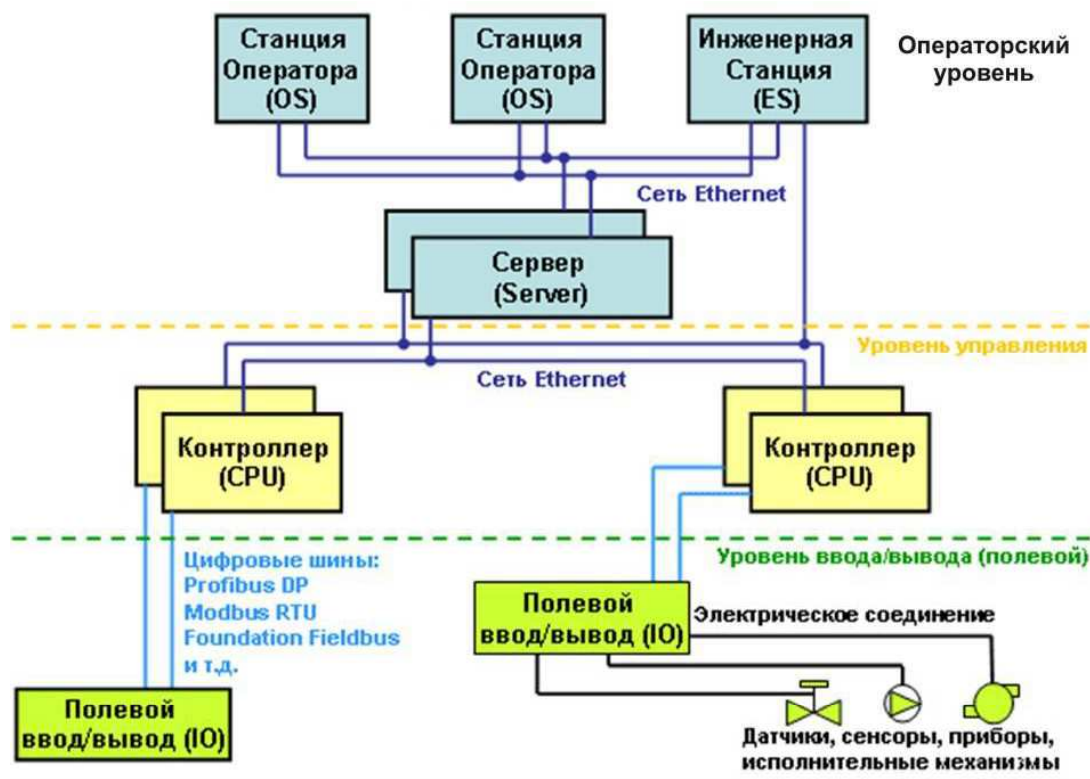 Станция
Оператора
(OS)
Станция
Оператора
(OS)
Инженерная
Станция
(ES)
Операторский
уровень
Сеть Ethernet
Сервер
(Server)
Уровень управления
Сеть Ethernet
Контроллер
(CPU)
Контроллер
(CPU)
Уровень ввода/вывода (полевой)
Цифровые шины:
Profibus DP
Modbus RTU
Foundation Fieldbus
и т.д.
Полевой
ввод/вывод (IO)
Электрическое соединение
Полевой
ввод/вывод (IO)
Датчики, сенсоры, приборы,
исполнительные механизмы